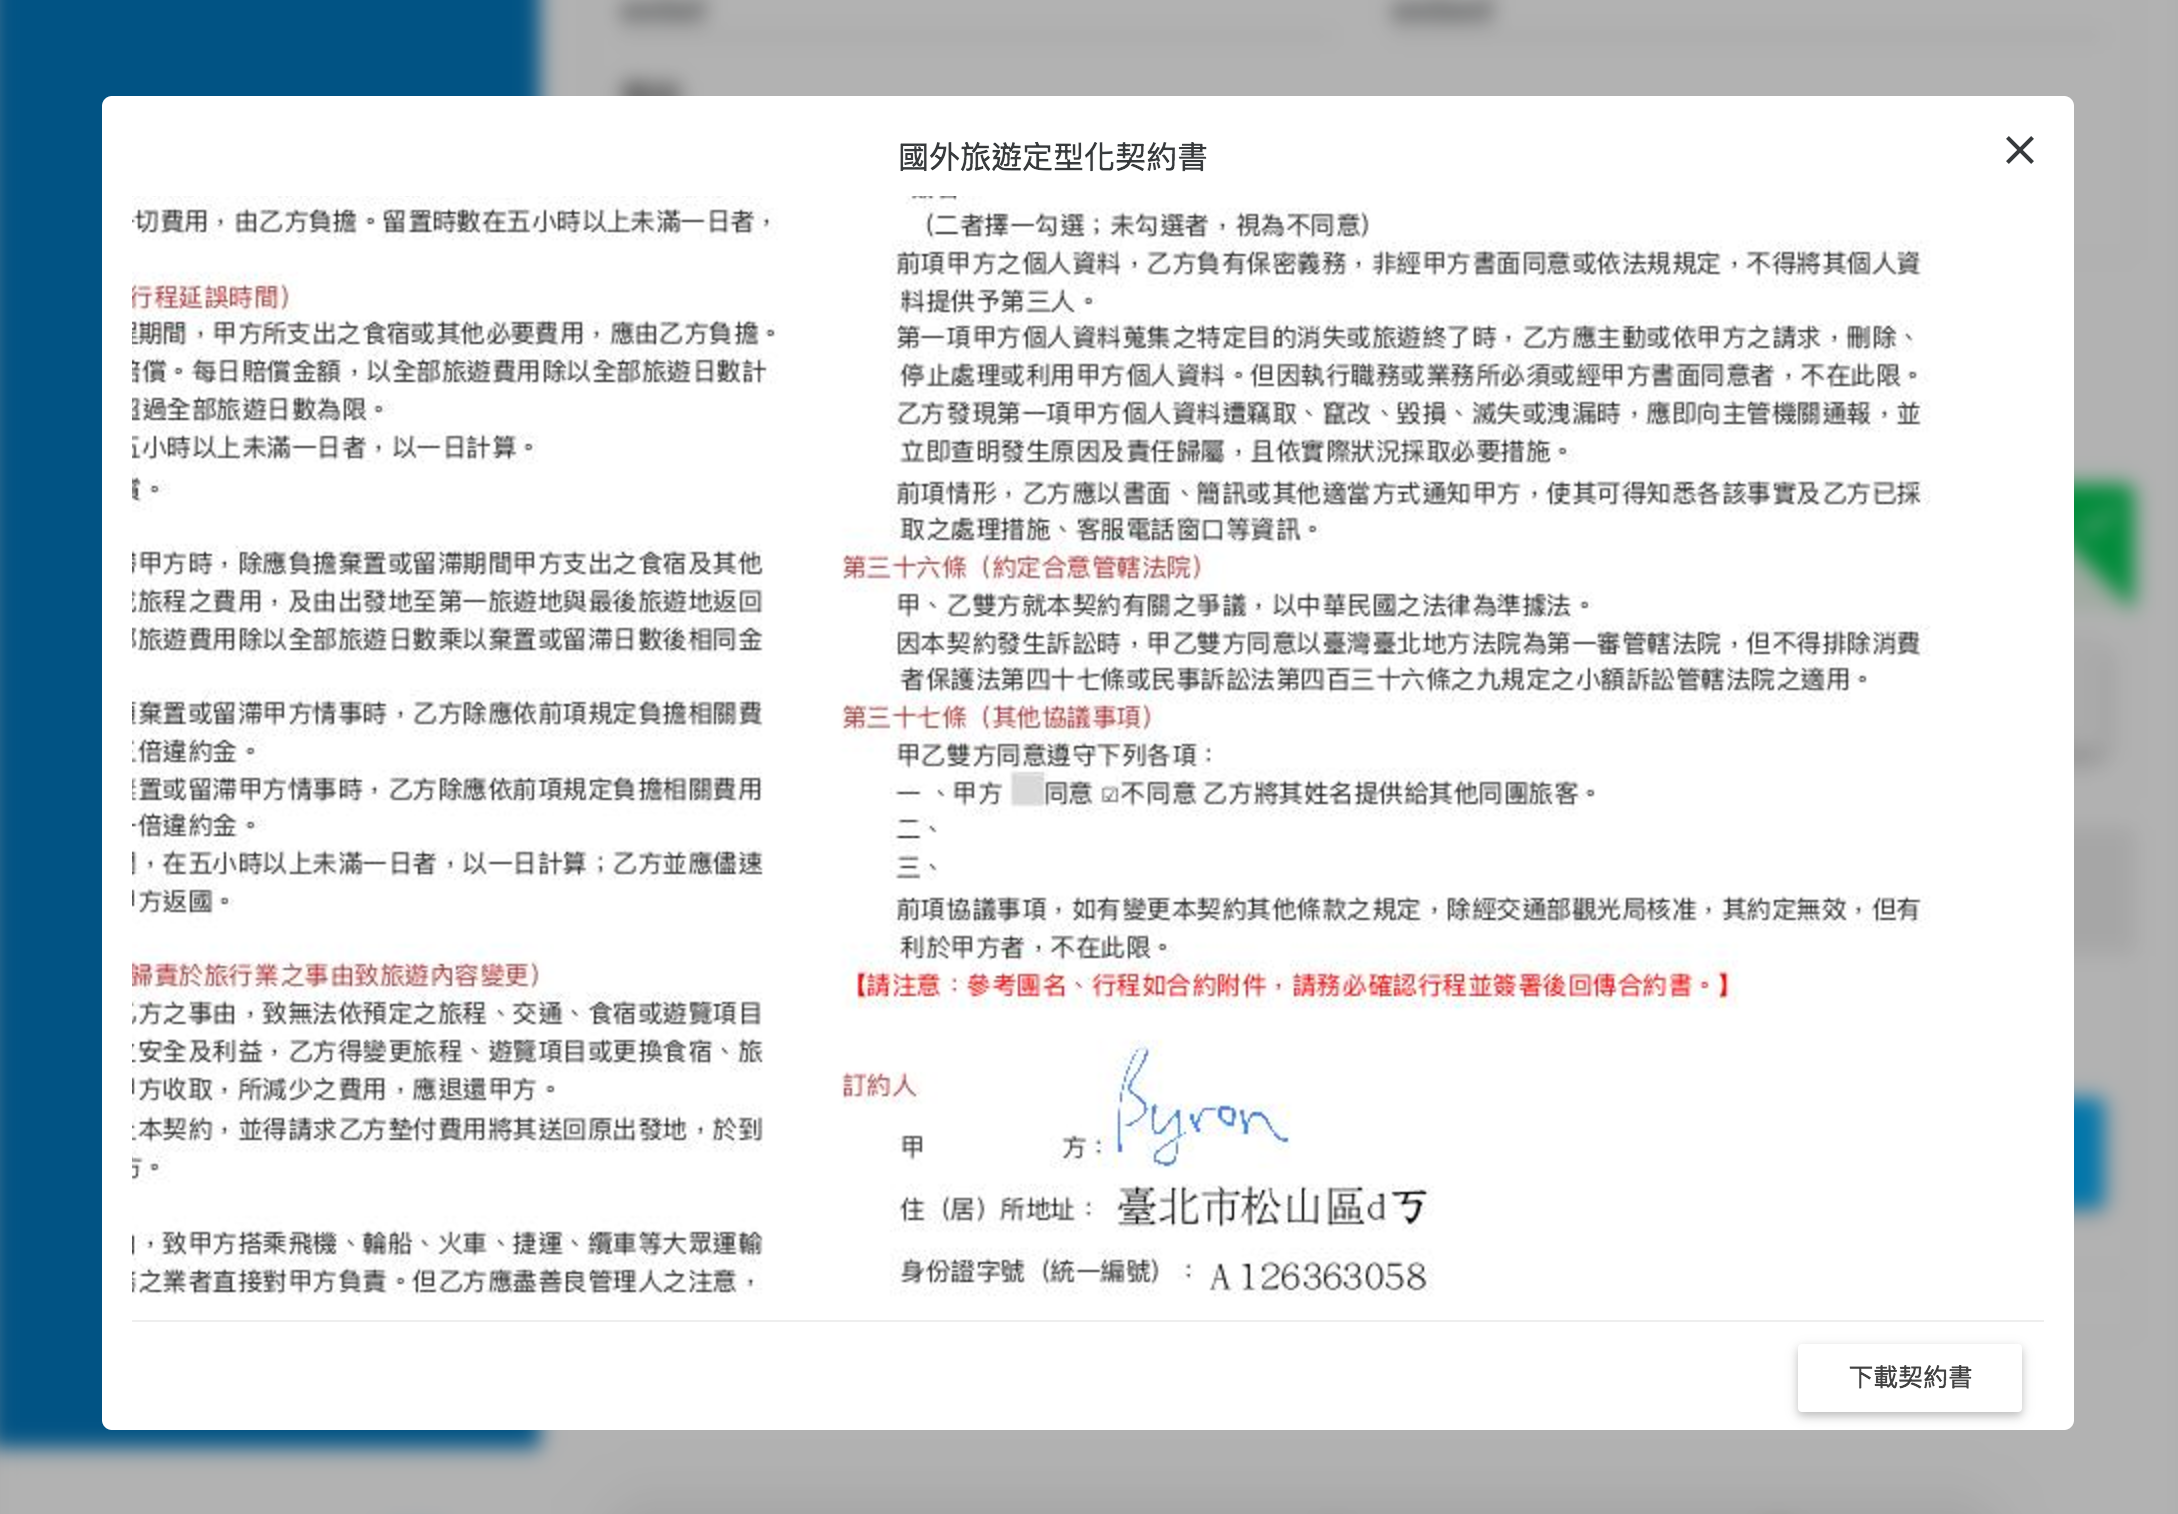 國外旅遊定型化契約書
切費用，由乙方負擔。留置時數在五小時以上未滿一日者，
行程延誤時間）
期間，甲方所支出之食宿或其他必要費用，應由乙方負擔。
償。每日賠償金額，以全部旅遊費用除以全部旅遊日數計
過全部旅遊日數為限。
五小時以上未滿一日者，以一日計算。
。
甲方時，除應負擔棄置或留滯期間甲方支出之食宿及其他
旅程之費用，及由出發地至第一旅遊地與最後旅遊地返回
旅遊費用除以全部旅遊日數乘以棄置或留滯日數後相同金
棄置或留滯甲方情事時，乙方除應依前項規定負擔相關費
倍違約金。
置或留滯甲方情事時，乙方除應依前項規定負擔相關費用
倍違約金。
，在五小時以上未滿一日者，以一日計算；乙方並應儘速
方返國。
歸責於旅行業之事由致旅遊內容變更）
方之事由，致無法依預定之旅程、交通、食宿或遊覽項目
安全及利益，乙方得變更旅程、遊覽項目或更換食宿、旅
方收取，所減少之費用，應退還甲方。
本契約，並得請求乙方墊付費用將其送回原出發地，於到
方。
，致甲方搭乘飛機、輪船、火車、捷運、纜車等大眾運輸
之業者直接對甲方負責。但乙方應盡善良管理人之注意，
（二者擇一勾選；未勾選者，視為不同意）
前項甲方之個人資料，乙方負有保密義務，非經甲方書面同意或依法規規定，不得將其個人資
料提供予第三人。
第一項甲方個人資料蒐集之特定目的消失或旅遊終了時，乙方應主動或依甲方之請求，刪除、
停止處理或利用甲方個人資料。但因執行職務或業務所必須或經甲方書面同意者，不在此限。
乙方發現第一項甲方個人資料遭竊取、竄改、毀損、滅失或洩漏時，應即向主管機關通報，並
立即查明發生原因及責任歸屬，且依實際狀況採取必要措施。
前項情形，乙方應以書面、簡訊或其他適當方式通知甲方，使其可得知悉各該事實及乙方已採
取之處理措施、客服電話窗口等資訊。
第三十六條（約定合意管轄法院）
甲、乙雙方就本契約有關之爭議，以中華民國之法律為準據法。
因本契約發生訴訟時，甲乙雙方同意以臺灣臺北地方法院為第一審管轄法院，但不得排除消費
者保護法第四十七條或民事訴訟法第四百三十六條之九規定之小額訴訟管轄法院之適用。
第三十七條（其他協議事項）
甲乙雙方同意遵守下列各項：
一、甲方 同意 ☑不同意 乙方將其姓名提供給其他同團旅客。
二、
三、
前項協議事項，如有變更本契約其他條款之規定，除經交通部觀光局核准，其約定無效，但有
利於甲方者，不在此限。
【請注意：參考團名、行程如合約附件，請務必確認行程並簽署後回傳合約書。】
訂約人
甲 方：Byron
住（居）所地址： 臺北市松山區dㄎ
身份證字號（統一編號）：A126363058
下載契約書